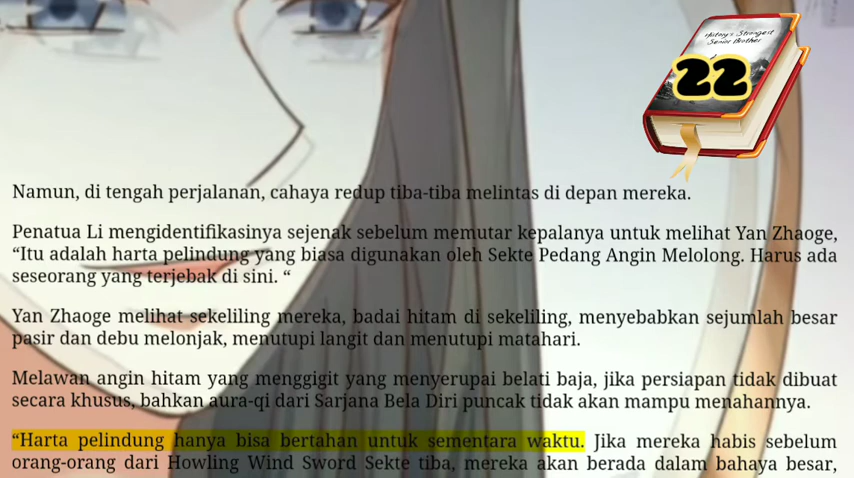 History's Strongest
Senior Brother
22
Namun, di tengah perjalanan, cahaya redup tiba-tiba melintas di depan mereka.
Penatua Li mengidentifikasinya sejenak sebelum memutar kepalanya untuk melihat Yan Zhaoge,
“Itu adalah harta pelindung yang biasa digunakan oleh Sekte Pedang Angin Melolong. Harus ada
seseorang yang terjebak di sini. “
Yan Zhaoge melihat sekeliling mereka, badai hitam di sekeliling, menyebabkan sejumlah besar
pasir dan debu melonjak, menutupi langit dan menutupi matahari.
Melawan angin hitam yang menggigit yang menyerupai belati baja, jika persiapan tidak dibuat
secara khusus, bahkan aura-qi dari Sarjana Bela Diri puncak tidak akan mampu menahannya.
“Harta pelindung hanya bisa bertahan untuk sementara waktu. Jika mereka habis sebelum
orang-orang dari Howling Wind Sword Sekte tiba, mereka akan berada dalam bahaya besar,